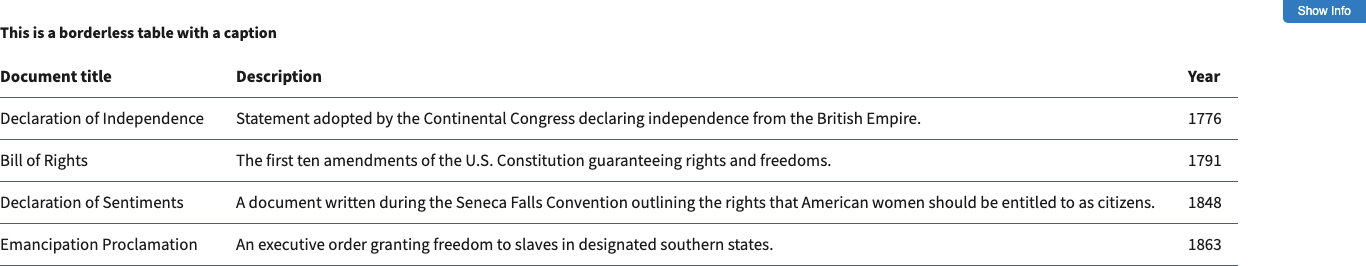 Show Info
This is a borderless table with a caption
Document title Description Year
Declaration of Independence Statement adopted by the Continental Congress declaring independence from the British Empire. 1776
Bill of Rights The first ten amendments of the U.S. Constitution guaranteeing rights and freedoms. 1791
Declaration of Sentiments A document written during the Seneca Falls Convention outlining the rights that American women should be entitled to as citizens. 1848
Emancipation Proclamation An executive order granting freedom to slaves in designated southern states. 1863